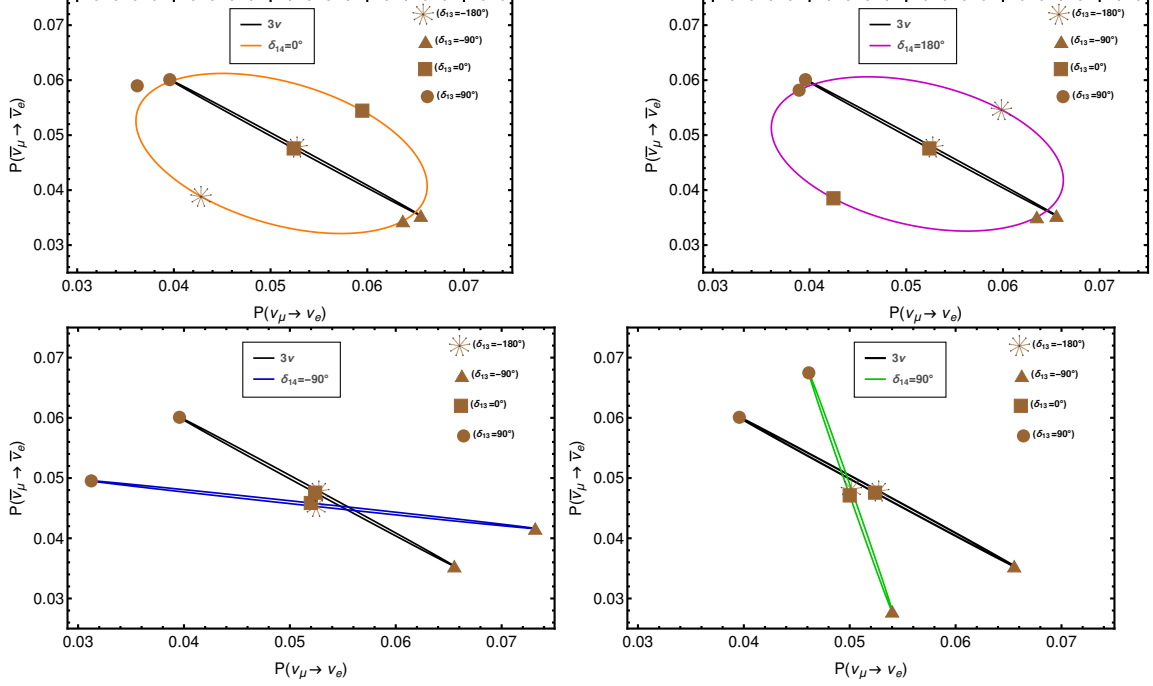 0.07
0.06
0.05
0.04
0.03
P(ν̅μ → ν̅e)
3ν
δ14=0°
(δ13=−180°)
(δ13=−90°)
(δ13=0°)
(δ13=90°)
0.03 0.04 0.05 0.06 0.07
P(νμ → νe)
0.07
0.06
0.05
0.04
0.03
P(ν̅μ → ν̅e)
3ν
δ14=180°
(δ13=−180°)
(δ13=−90°)
(δ13=0°)
(δ13=90°)
0.03 0.04 0.05 0.06 0.07
P(νμ → νe)
0.07
0.06
0.05
0.04
0.03
P(ν̅μ → ν̅e)
3ν
δ14=−90°
(δ13=−180°)
(δ13=−90°)
(δ13=0°)
(δ13=90°)
0.03 0.04 0.05 0.06 0.07
P(νμ → νe)
0.07
0.06
0.05
0.04
0.03
P(ν̅μ → ν̅e)
3ν
δ14=90°
(δ13=−180°)
(δ13=−90°)
(δ13=0°)
(δ13=90°)
0.03 0.04 0.05 0.06 0.07
P(νμ → νe)